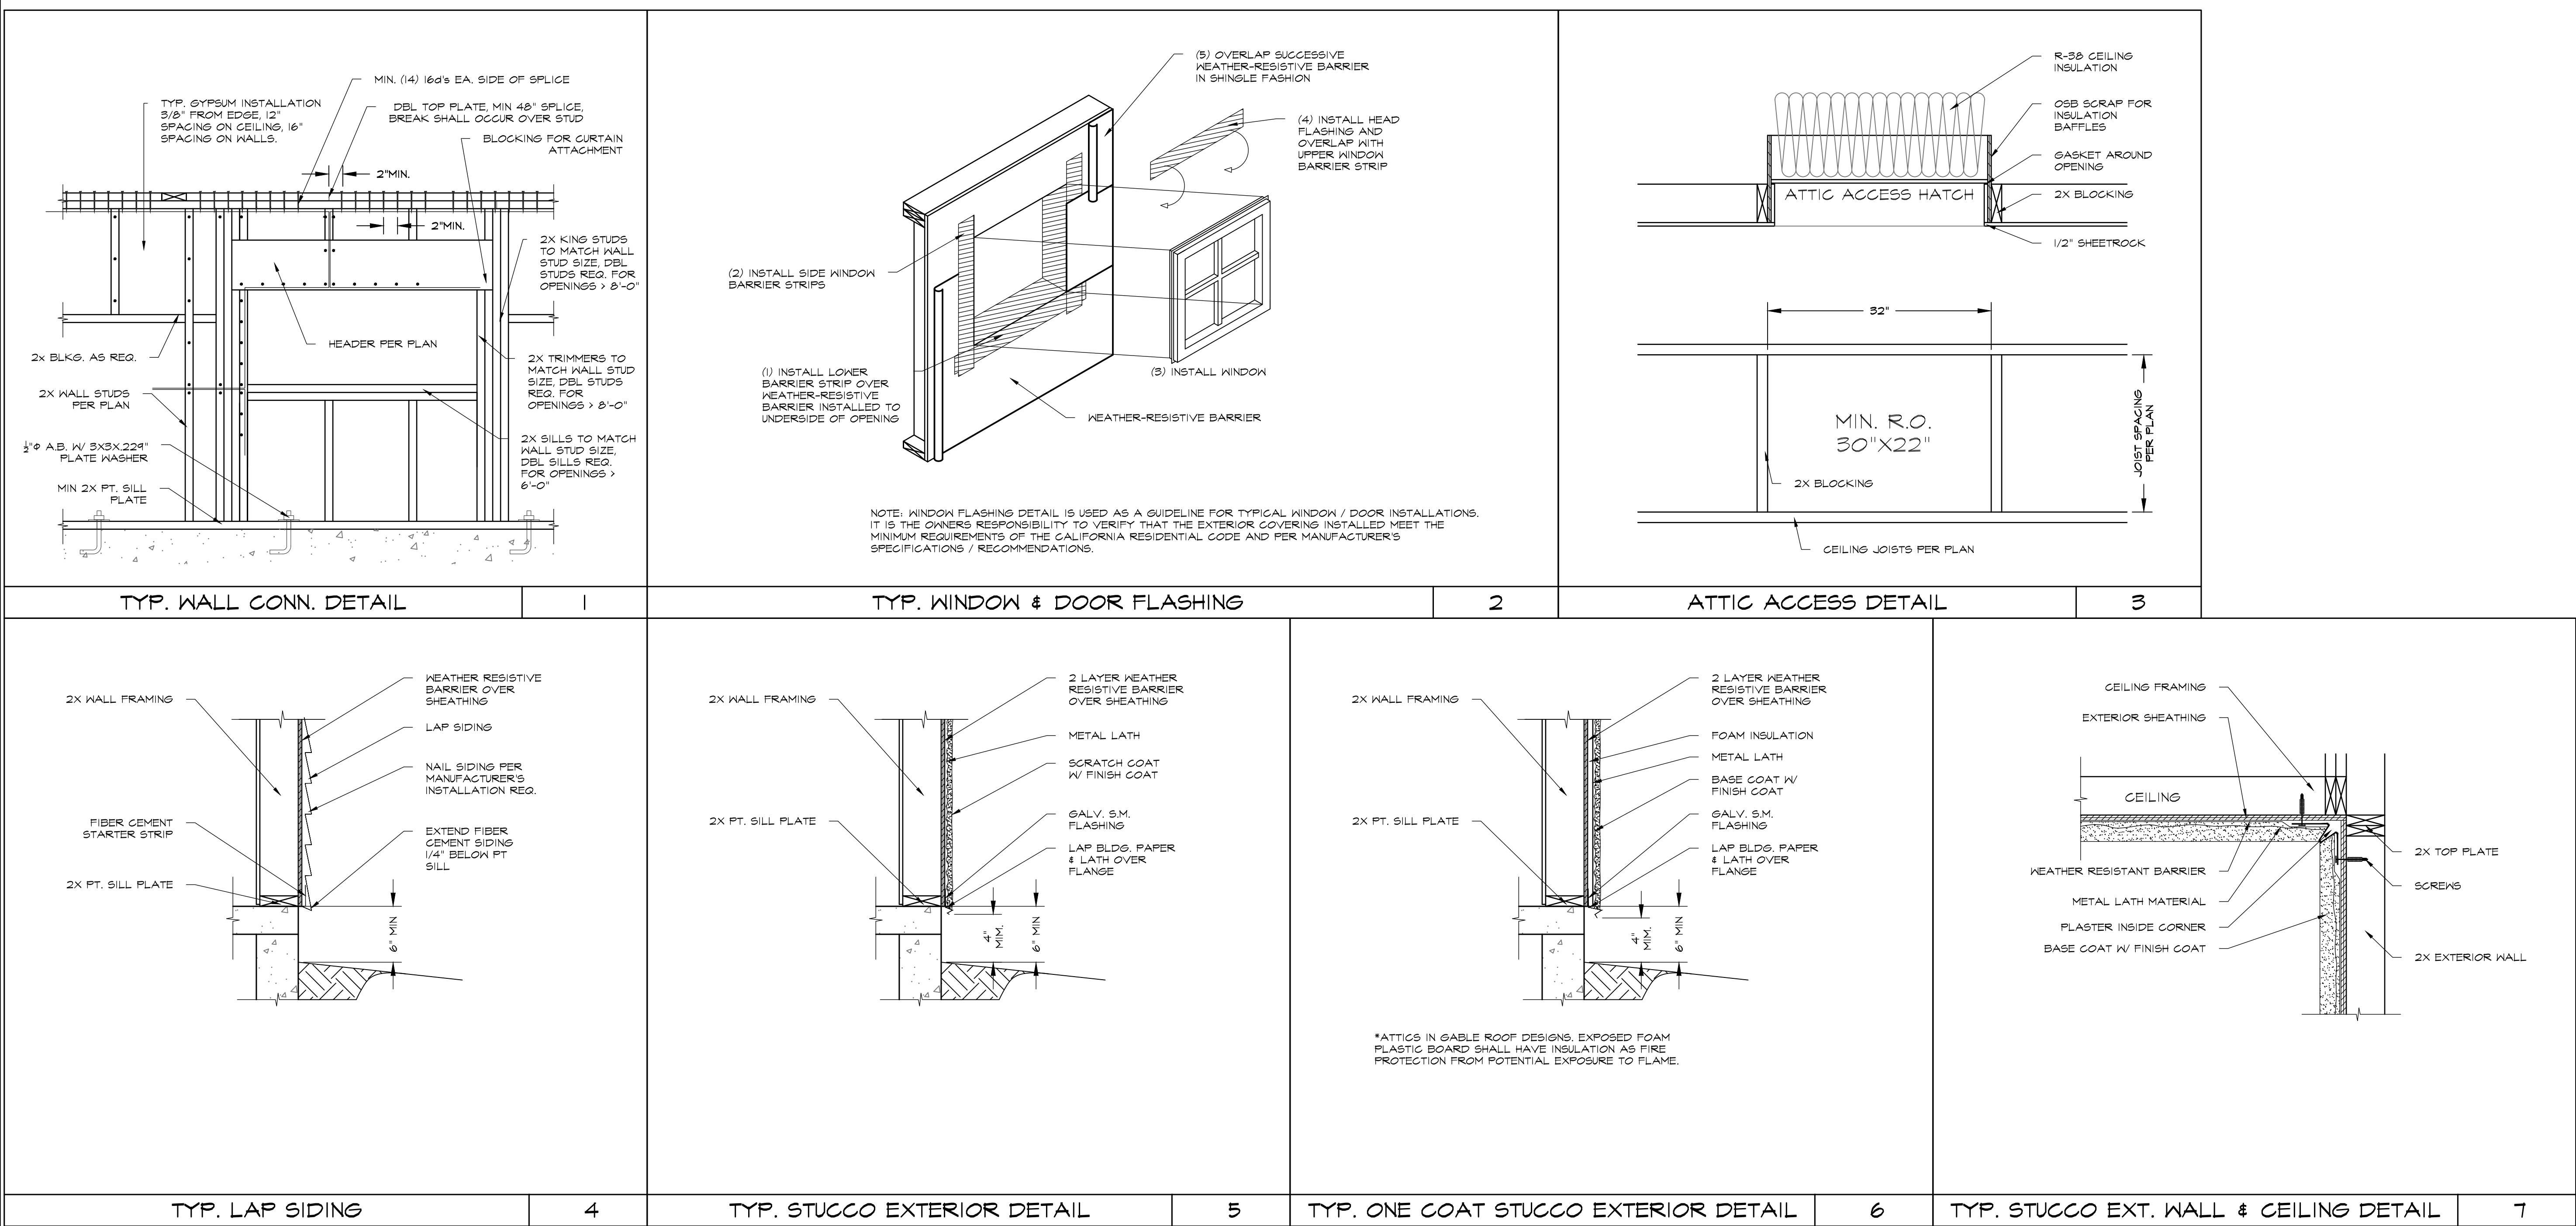 MIN. (14) 16d's EA. SIDE OF SPLICE
TYP. GYPSUM INSTALLATION
3/8" FROM EDGE, 12"
SPACING ON CEILING, 16"
SPACING ON WALLS.
DBL TOP PLATE, MIN 48" SPLICE,
BREAK SHALL OCCUR OVER STUD
BLOCKING FOR CURTAIN
ATTACHMENT
2"MIN.
2"MIN.
2X KING STUDS
TO MATCH WALL
STUD SIZE, DBL
STUDS REQ. FOR
OPENINGS > 8'-0"
HEADER PER PLAN
2x BLKG. AS REQ.
2X TRIMMERS TO
MATCH WALL STUD
SIZE, DBL STUDS
REQ. FOR
OPENINGS > 8'-0"
2X WALL STUDS
PER PLAN
½"Φ A.B. W/ 3X3X.229"
PLATE WASHER
2X SILLS TO MATCH
WALL STUD SIZE,
DBL SILLS REQ.
FOR OPENINGS >
6'-0"
MIN 2X PT. SILL
PLATE
TYP. WALL CONN. DETAIL
1
(5) OVERLAP SUCCESSIVE
WEATHER-RESISTIVE BARRIER
IN SHINGLE FASHION
(4) INSTALL HEAD
FLASHING AND
OVERLAP WITH
UPPER WINDOW
BARRIER STRIP
(2) INSTALL SIDE WINDOW
BARRIER STRIPS
(1) INSTALL LOWER
BARRIER STRIP OVER
WEATHER-RESISTIVE
BARRIER INSTALLED TO
UNDERSIDE OF OPENING
(3) INSTALL WINDOW
WEATHER-RESISTIVE BARRIER
NOTE: WINDOW FLASHING DETAIL IS USED AS A GUIDELINE FOR TYPICAL WINDOW / DOOR INSTALLATIONS.
IT IS THE OWNERS RESPONSIBILITY TO VERIFY THAT THE EXTERIOR COVERING INSTALLED MEET THE
MINIMUM REQUIREMENTS OF THE CALIFORNIA RESIDENTIAL CODE AND PER MANUFACTURER'S
SPECIFICATIONS / RECOMMENDATIONS.
TYP. WINDOW & DOOR FLASHING
2
R-38 CEILING
INSULATION
OSB SCRAP FOR
INSULATION
BAFFLES
GASKET AROUND
OPENING
2X BLOCKING
1/2" SHEETROCK
ATTIC ACCESS HATCH
32"
MIN. R.O.
30"X22"
JOIST SPACING
PER PLAN
2X BLOCKING
CEILING JOISTS PER PLAN
ATTIC ACCESS DETAIL
3
WEATHER RESISTIVE
BARRIER OVER
SHEATHING
2X WALL FRAMING
LAP SIDING
NAIL SIDING PER
MANUFACTURER'S
INSTALLATION REQ.
FIBER CEMENT
STARTER STRIP
EXTEND FIBER
CEMENT SIDING
1/4" BELOW PT
SILL
2X PT. SILL PLATE
6" MIN
TYP. LAP SIDING
4
2 LAYER WEATHER
RESISTIVE BARRIER
OVER SHEATHING
2X WALL FRAMING
METAL LATH
SCRATCH COAT
W/ FINISH COAT
2X PT. SILL PLATE
GALV. S.M.
FLASHING
LAP BLDG. PAPER
& LATH OVER
FLANGE
4"
MIM.
6" MIN
TYP. STUCCO EXTERIOR DETAIL
5
2 LAYER WEATHER
RESISTIVE BARRIER
OVER SHEATHING
2X WALL FRAMING
FOAM INSULATION
METAL LATH
BASE COAT W/
FINISH COAT
2X PT. SILL PLATE
GALV. S.M.
FLASHING
LAP BLDG. PAPER
& LATH OVER
FLANGE
4"
MIM.
6" MIN
*ATTICS IN GABLE ROOF DESIGNS. EXPOSED FOAM
PLASTIC BOARD SHALL HAVE INSULATION AS FIRE
PROTECTION FROM POTENTIAL EXPOSURE TO FLAME.
TYP. ONE COAT STUCCO EXTERIOR DETAIL
6
CEILING FRAMING
EXTERIOR SHEATHING
CEILING
2X TOP PLATE
WEATHER RESISTANT BARRIER
SCREWS
METAL LATH MATERIAL
PLASTER INSIDE CORNER
BASE COAT W/ FINISH COAT
2X EXTERIOR WALL
TYP. STUCCO EXT. WALL & CEILING DETAIL
7